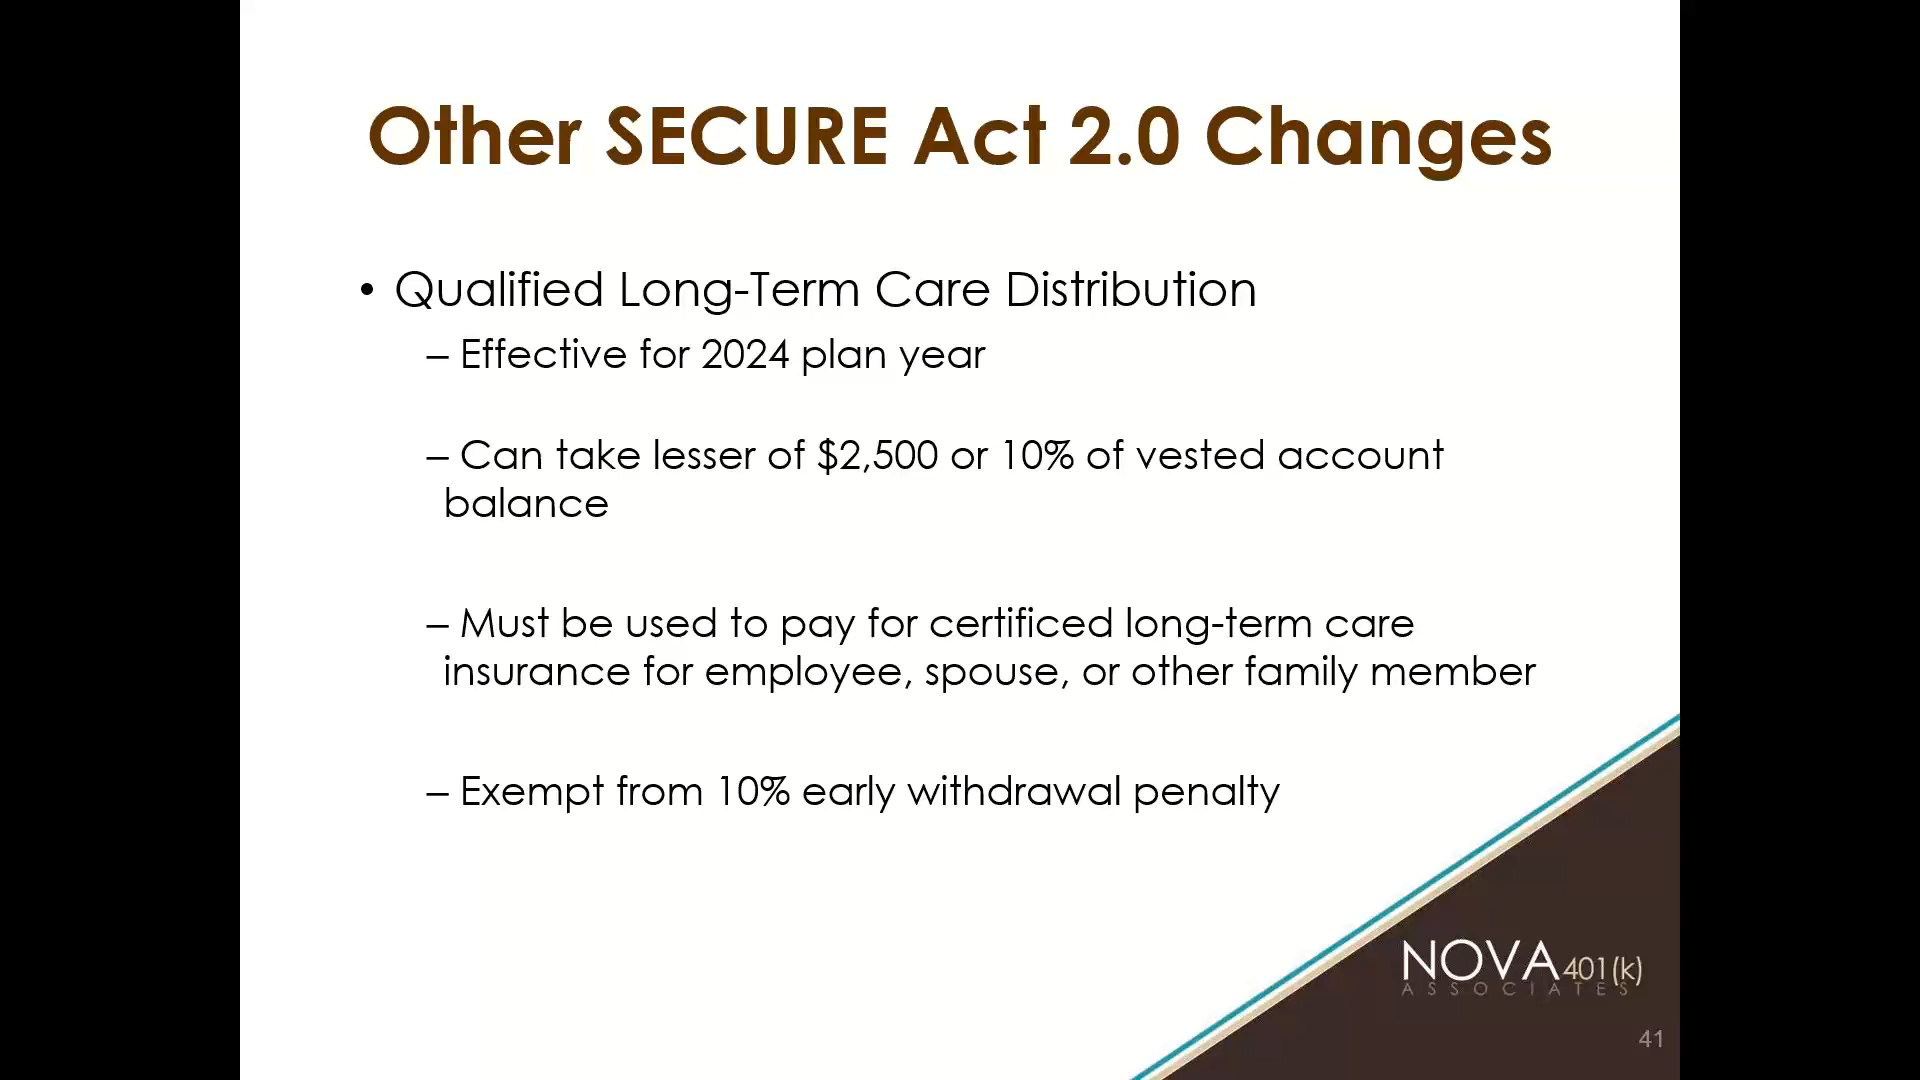 Other SECURE Act 2.0 Changes
• Qualified Long-Term Care Distribution
– Effective for 2024 plan year
– Can take lesser of $2,500 or 10% of vested account
balance
– Must be used to pay for certificed long-term care
insurance for employee, spouse, or other family member
– Exempt from 10% early withdrawal penalty
NOVA 401(k)
ASSOCIATES
41